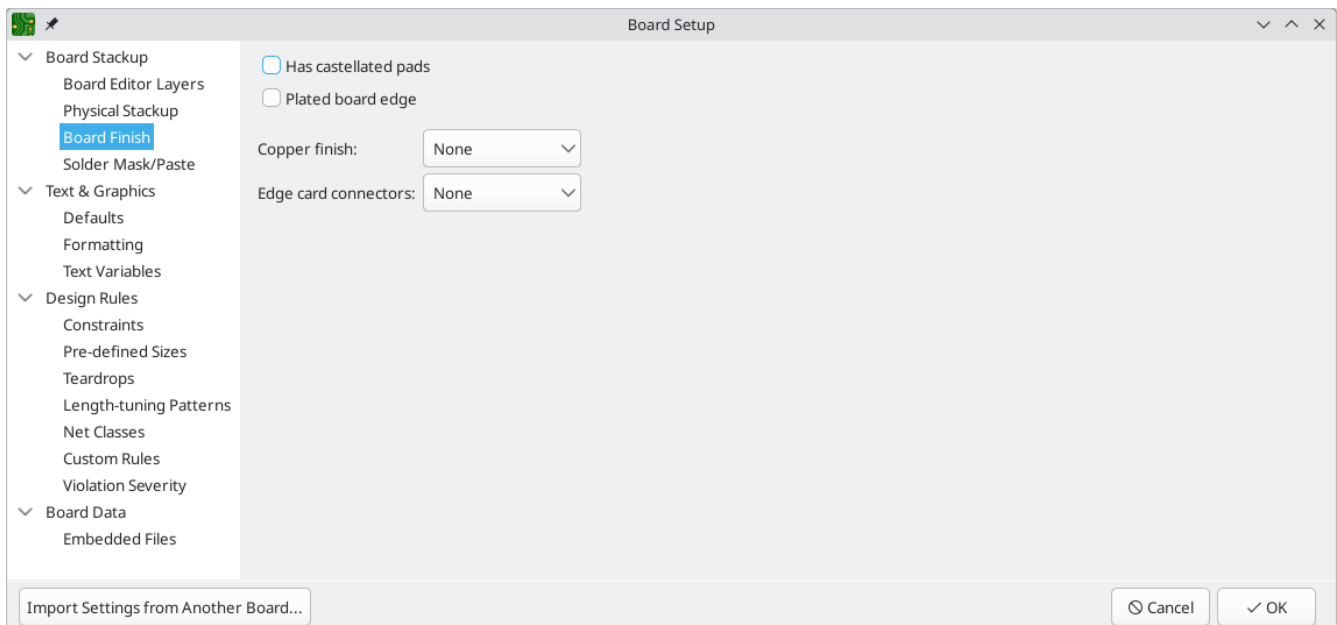 Board Setup
Board Stackup
Board Editor Layers
Physical Stackup
Board Finish
Solder Mask/Paste
Text & Graphics
Defaults
Formatting
Text Variables
Design Rules
Constraints
Pre-defined Sizes
Teardrops
Length-tuning Patterns
Net Classes
Custom Rules
Violation Severity
Board Data
Embedded Files
Has castellated pads
Plated board edge
Copper finish: None
Edge card connectors: None
Import Settings from Another Board... Cancel OK